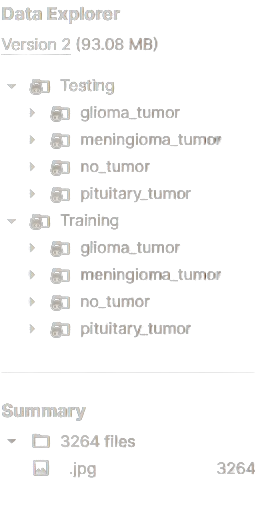 Data Explorer
Version 2 (93.08 MB)
Testing
glioma_tumor
meningioma_tumor
no_tumor
pituitary_tumor
Training
glioma_tumor
meningioma_tumor
no_tumor
pituitary_tumor
Summary
3264 files
.jpg 3264